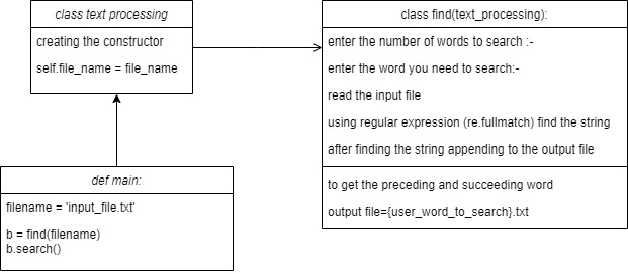 class text processing
creating the constructor
self.file_name = file_name
class find(text_processing):
enter the number of words to search :-
enter the word you need to search:-
read the input file
using regular expression (re.fullmatch) find the string
after finding the string appending to the output file
to get the preceding and succeeding word
output file={user_word_to_search}.txt
def main:
filename = 'input_file.txt'
b = find(filename)
b.search()